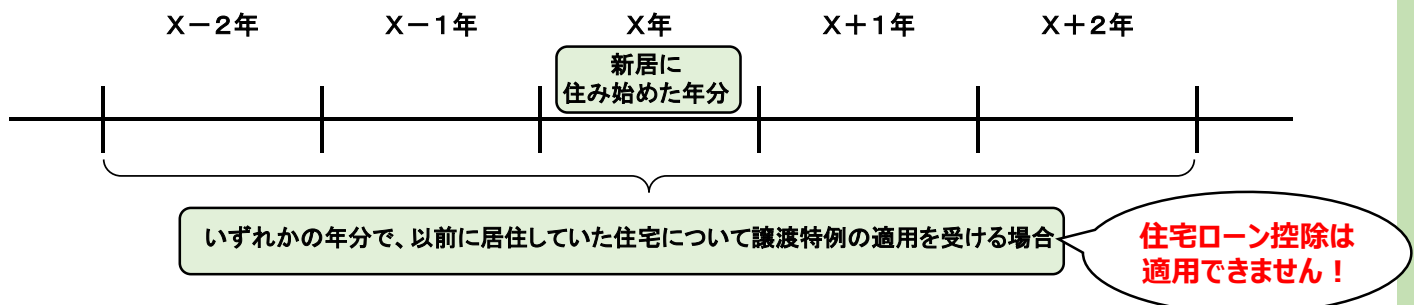 X－2年 X－1年 X年 X＋1年 X＋2年
新居に
住み始めた年分
いずれかの年分で、以前に居住していた住宅について譲渡特例の適用を受ける場合
住宅ローン控除は
適用できません！